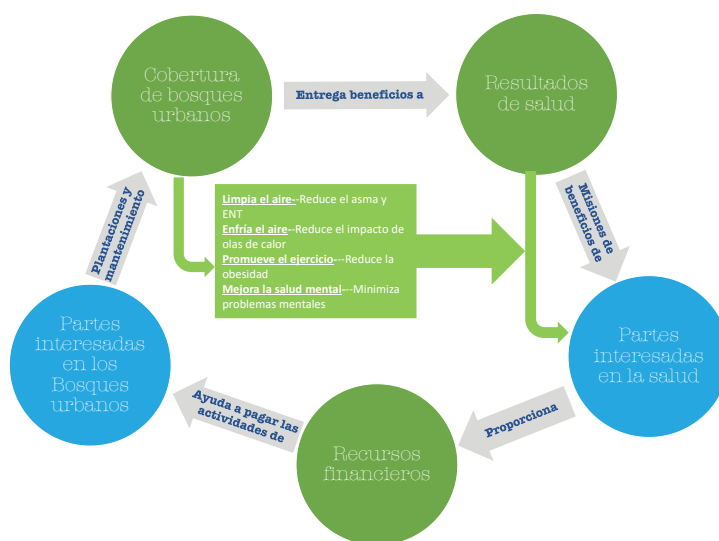 Cobertura
de bosques
urbanos
Entrega beneficios a
Resultados
de salud
Misiones de
beneficios de
Partes
interesadas
en la salud
Proporciona
Recursos
financieros
Ayuda a pagar las
actividades de
Partes
interesadas
en los
Bosques
urbanos
Plantaciones y
mantenimiento
Limpia el aire--Reduce el asma y
ENT
Enfría el aire--Reduce el impacto de
olas de calor
Promueve el ejercicio---Reduce la
obesidad
Mejora la salud mental---Minimiza
problemas mentales